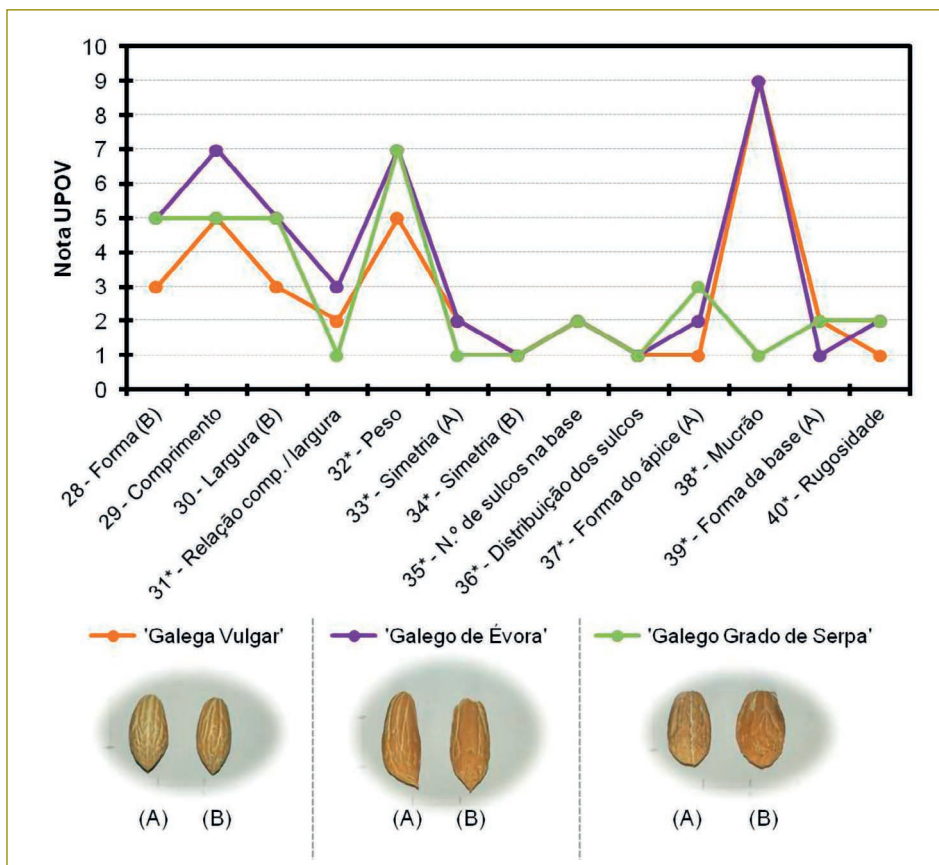 10
9
8
7
6
5
4
3
2
1
0
Nota UPOV
28 - Forma (B)
29 - Comprimento
30 - Largura (B)
31* - Relação comp. / largura
32* - Peso
33* - Simetria (A)
34* - Simetria (B)
35* - N.º de sulcos na base
36* - Distribuição dos sulcos
37* - Forma do ápice (A)
38* - Mucrão
39* - Forma da base (A)
40* - Rugosidade
'Galega Vulgar'
'Galego de Évora'
'Galego Grado de Serpa'
(A) (B)
(A) (B)
(A) (B)